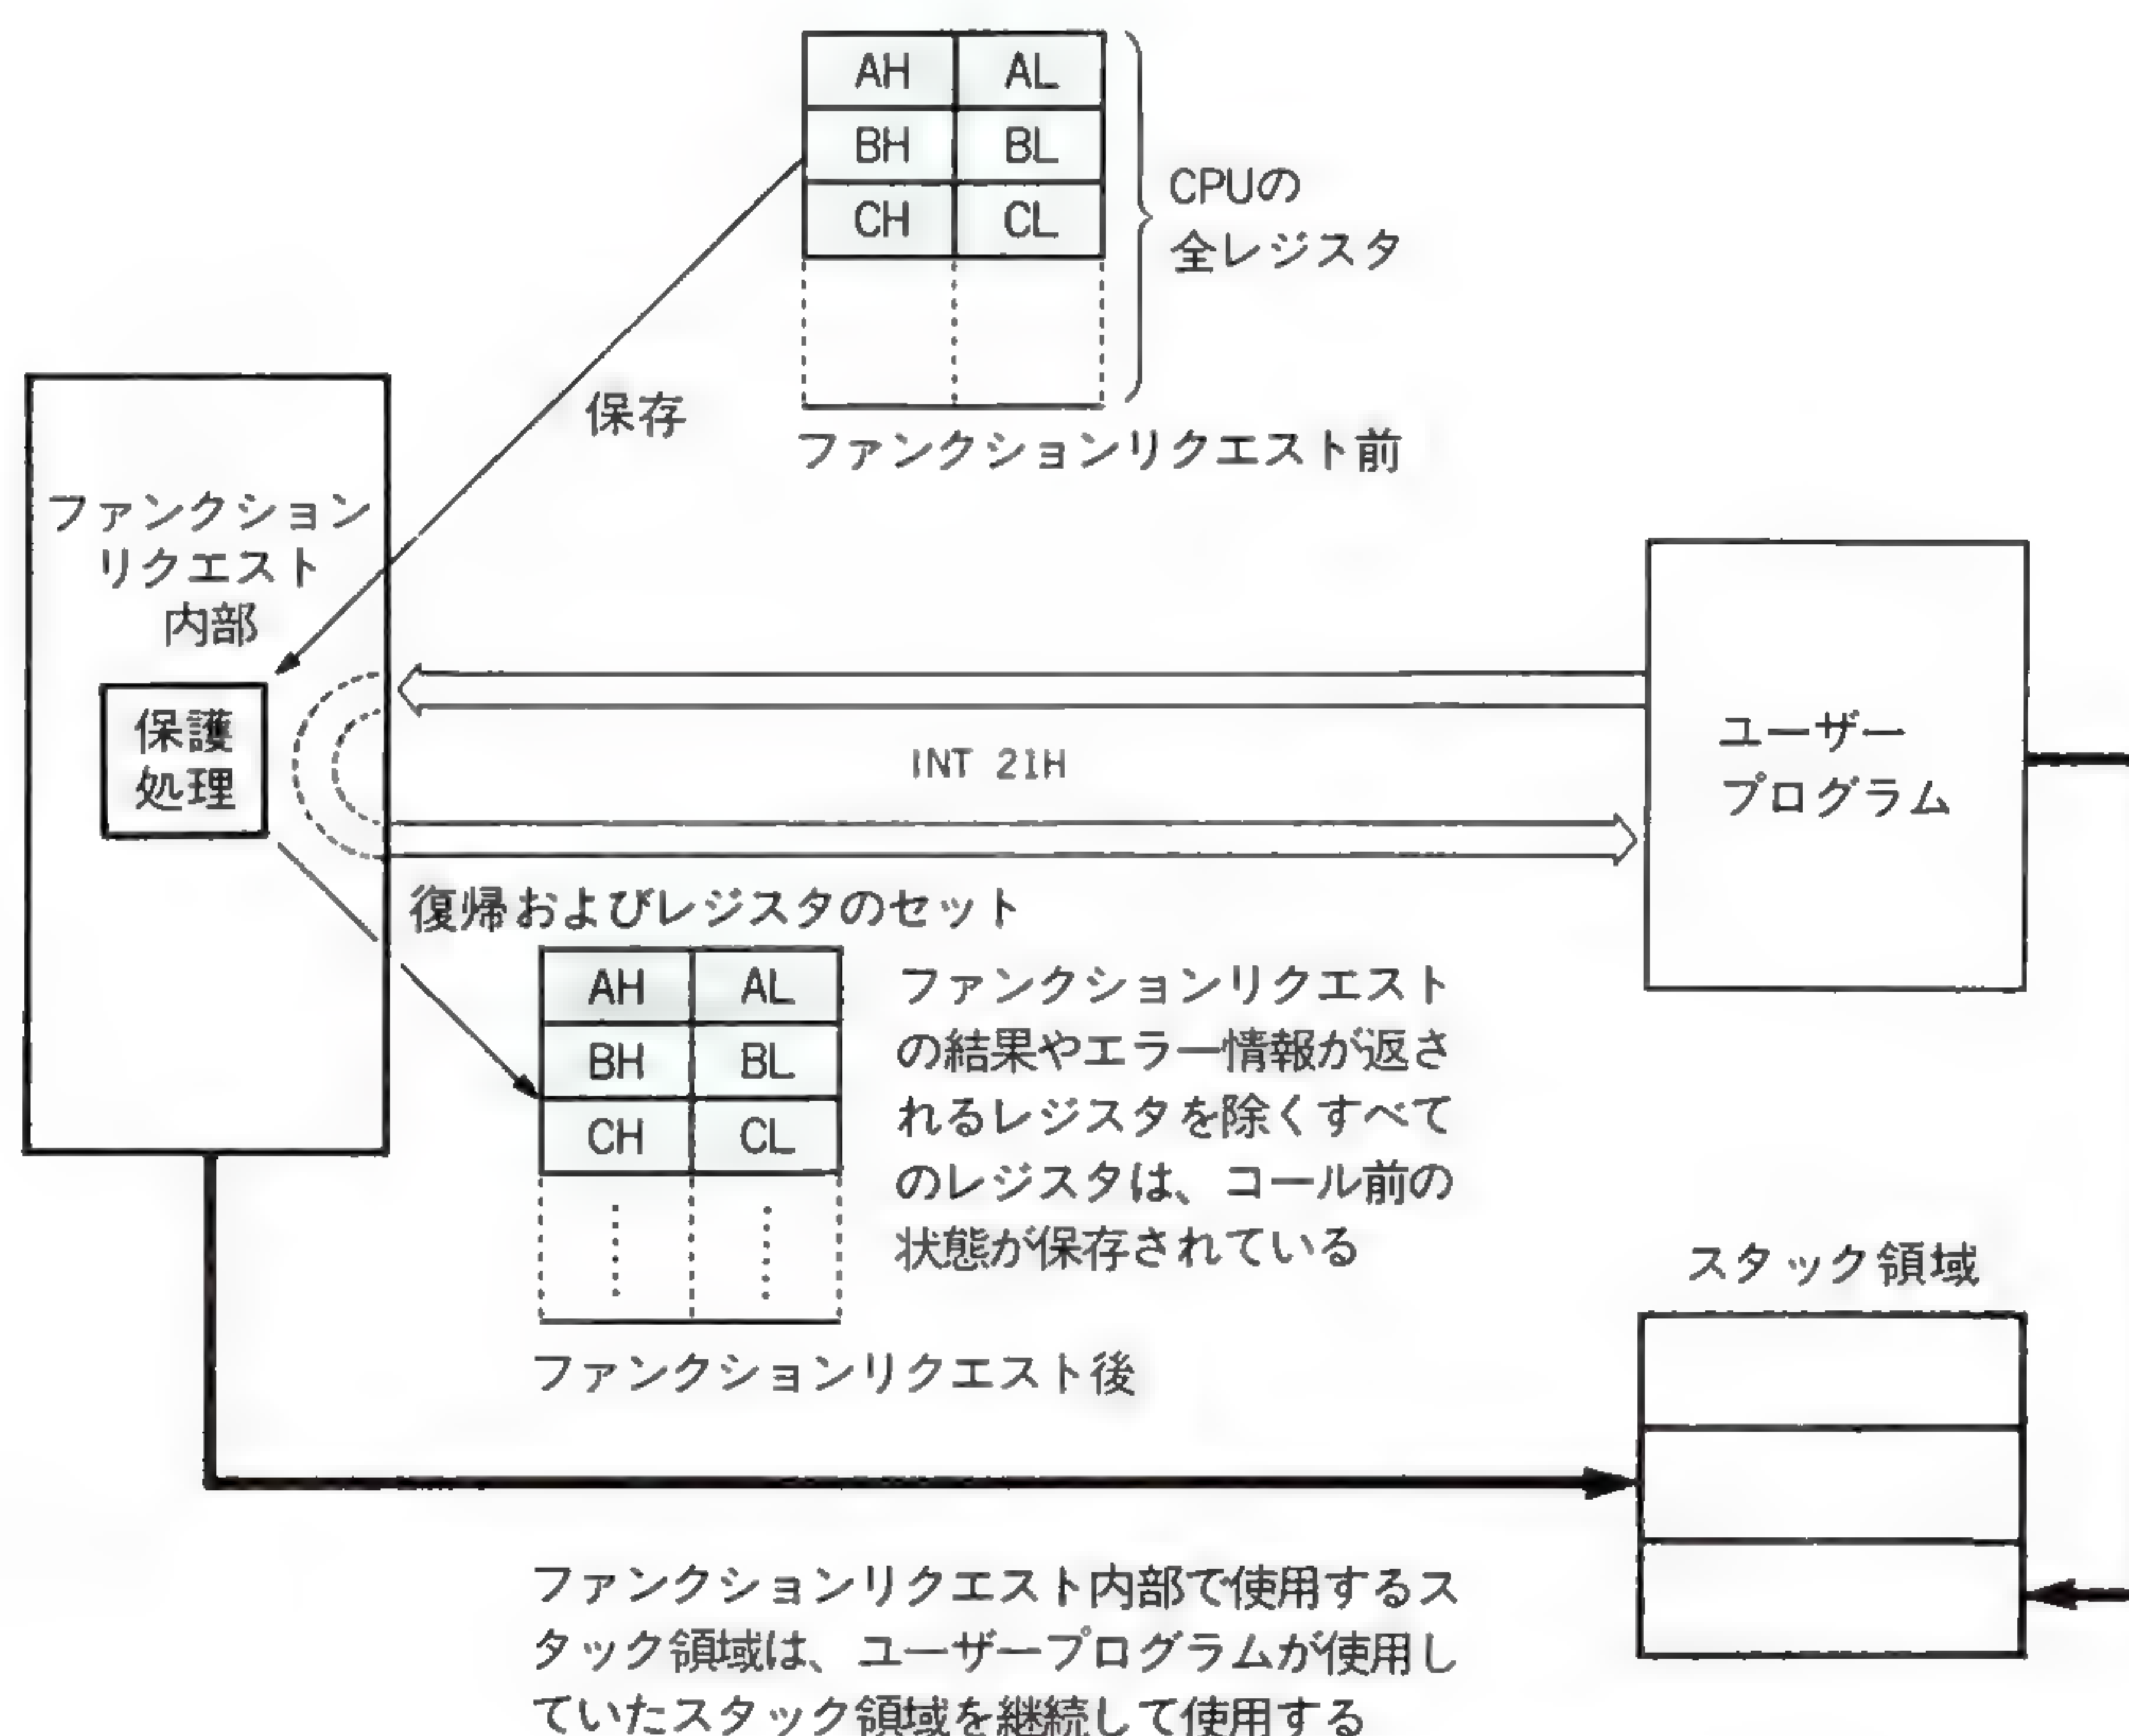 AH AL
BH BL
CH CL
CPUの
全レジスタ
保存
ファンクションリクエスト前
ファンクション
リクエスト
内部
保護
処理
INT 21H
ユーザー
プログラム
復帰およびレジスタのセット
AH AL
BH BL
CH CL
ファンクションリクエスト
の結果やエラー情報が返さ
れるレジスタを除くすべて
のレジスタは、コール前の
状態が保存されている
ファンクションリクエスト後
スタック領域
ファンクションリクエスト内部で使用するス
タック領域は、ユーザープログラムが使用し
ていたスタック領域を継続して使用する